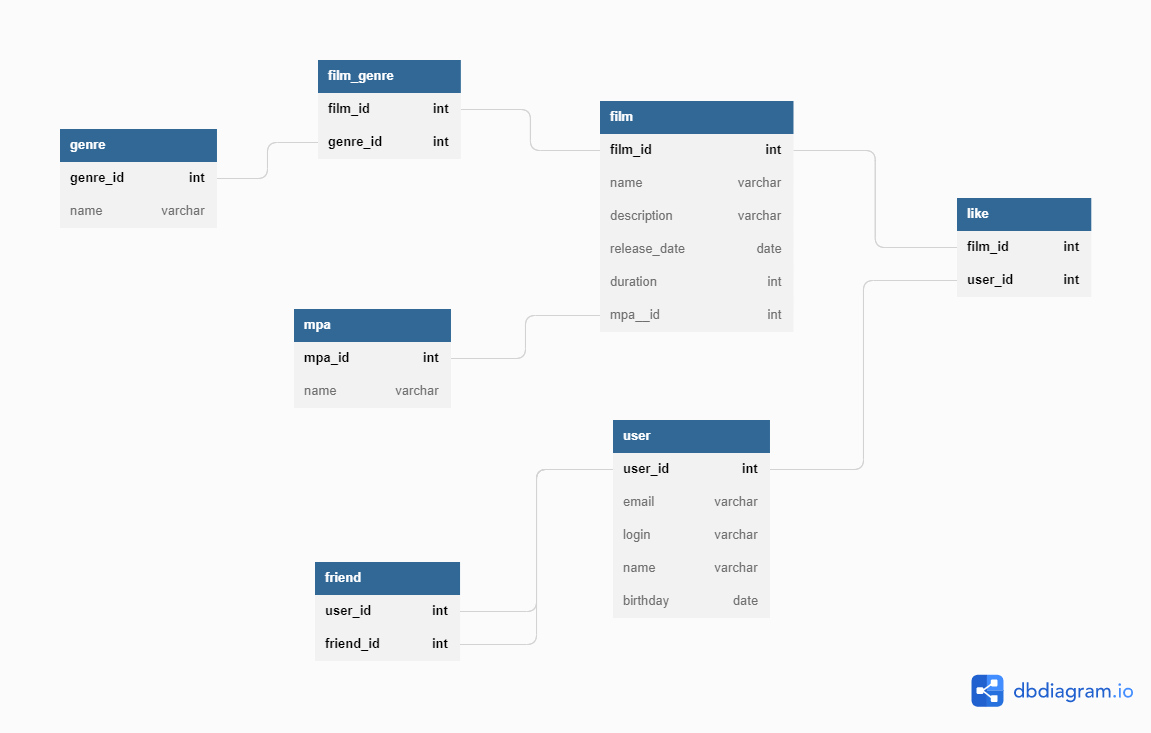 film_genre
film_id int
genre_id int
genre
genre_id int
name varchar
film
film_id int
name varchar
description varchar
release_date date
duration int
mpa__id int
like
film_id int
user_id int
mpa
mpa_id int
name varchar
user
user_id int
email varchar
login varchar
name varchar
birthday date
friend
user_id int
friend_id int
dbdiagram.io